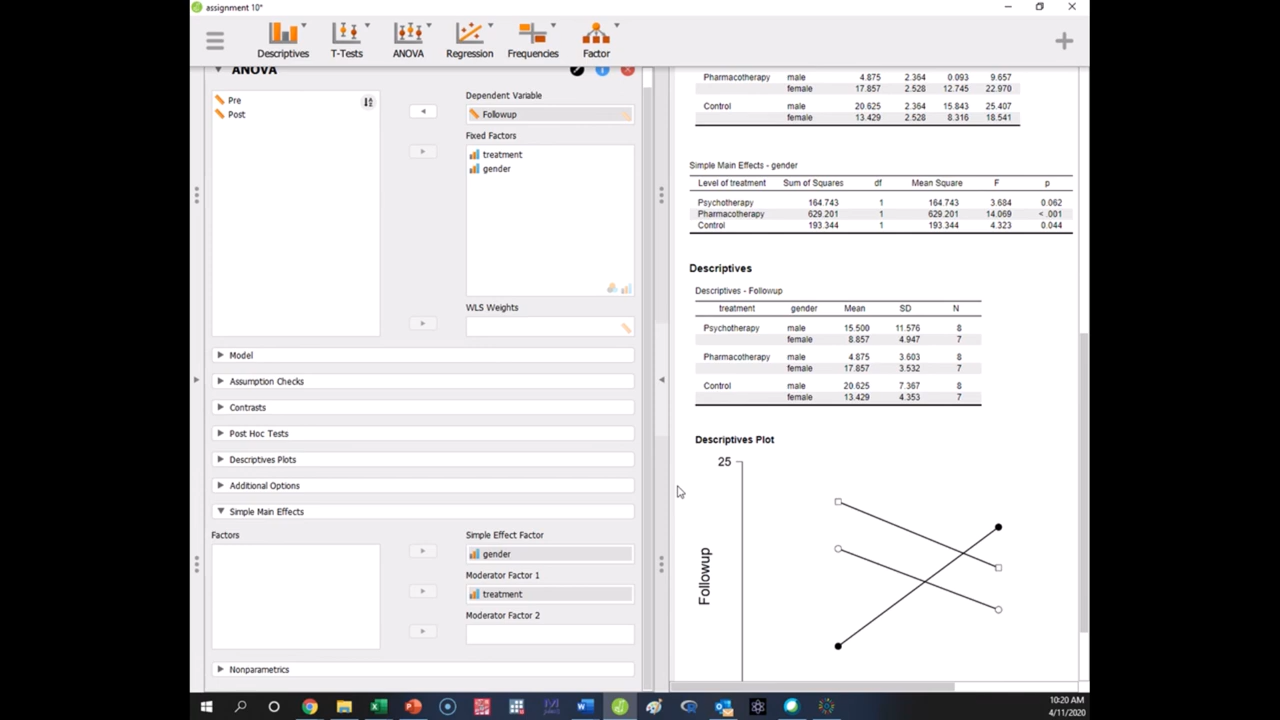 assignment 10*
Descriptives T-Tests ANOVA Regression Frequencies Factor
ANOVA
Pre
Post
Dependent Variable
Followup
Fixed Factors
treatment
gender
WLS Weights
Model
Assumption Checks
Contrasts
Post Hoc Tests
Descriptives Plots
Additional Options
Simple Main Effects
Factors
Simple Effect Factor
gender
Moderator Factor 1
treatment
Moderator Factor 2
Nonparametrics
Pharmacotherapy male 4.875 2.364 0.093 9.657
female 17.857 2.528 12.745 22.970
Control male 20.625 2.364 15.843 25.407
female 13.429 2.528 8.316 18.541
Simple Main Effects - gender
Level of treatment Sum of Squares df Mean Square F p
Psychotherapy 164.743 1 164.743 3.684 0.062
Pharmacotherapy 629.201 1 629.201 14.069 < .001
Control 193.344 1 193.344 4.323 0.044
Descriptives
Descriptives - Followup
treatment gender Mean SD N
Psychotherapy male 15.500 11.576 8
female 8.857 4.947 7
Pharmacotherapy male 4.875 3.603 8
female 17.857 3.532 7
Control male 20.625 7.367 8
female 13.429 4.353 7
Descriptives Plot
25
Followup
10:20 AM
4/11/2020